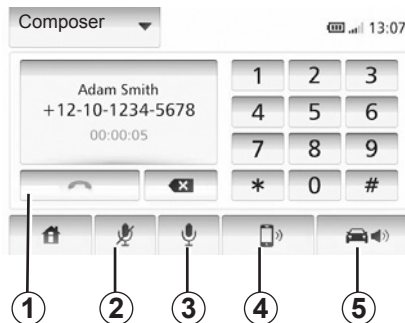 Composer 13:07
Adam Smith
+12-10-1234-5678
00:00:05
1 2 3
4 5 6
7 8 9
* 0 #
1 2 3 4 5